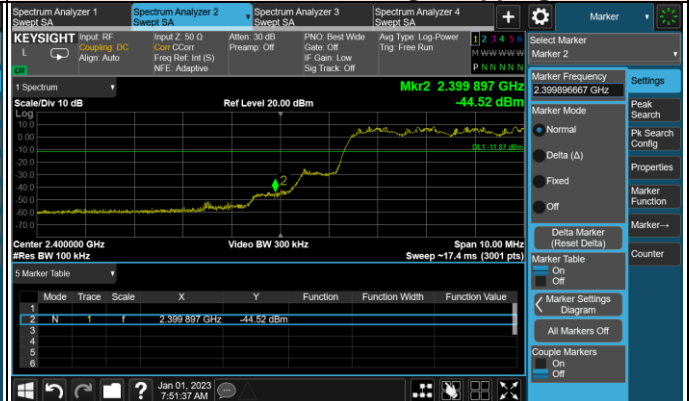 Spectrum Analyzer 1
Swept SA
Spectrum Analyzer 2
Swept SA
Spectrum Analyzer 3
Swept SA
Spectrum Analyzer 4
Swept SA
+
Marker
KEYSIGHT
L
Input: RF
Coupling: DC
Align: Auto
Input Z: 50 Ω
Corr CCorr
Freq Ref: Int (S)
NFE: Adaptive
Atten: 30 dB
Preamp: Off
PNO: Best Wide
Gate: Off
IF Gain: Low
Sig Track: Off
Avg Type: Log-Power
Trig: Free Run
1 2 3 4 5 6
M W W W W W
P N N N N N
Select Marker
Marker 2
1 Spectrum
Mkr2 2.399 897 GHz
Scale/Div 10 dB
Ref Level 20.00 dBm
-44.52 dBm
Log
10.0
0.00
-10.0
-20.0
-30.0
-40.0
-50.0
-60.0
-70.0
DL1 -11.87 dBm
2
Center 2.400000 GHz
Video BW 300 kHz
Span 10.00 MHz
#Res BW 100 kHz
Sweep ~17.4 ms (3001 pts)
5 Marker Table
Mode Trace Scale X Y Function Function Width Function Value
1
2 N 1 f 2.399 897 GHz -44.52 dBm
3
4
5
6
Marker Frequency
2.399896667 GHz
Marker Mode
Normal
Delta (Δ)
Fixed
Off
Delta Marker
(Reset Delta)
Marker Table
On
Off
Marker Settings
Diagram
All Markers Off
Couple Markers
On
Off
Settings
Peak
Search
Pk Search
Config
Properties
Marker
Function
Marker→
Counter
?
Jan 01, 2023
7:51:37 AM